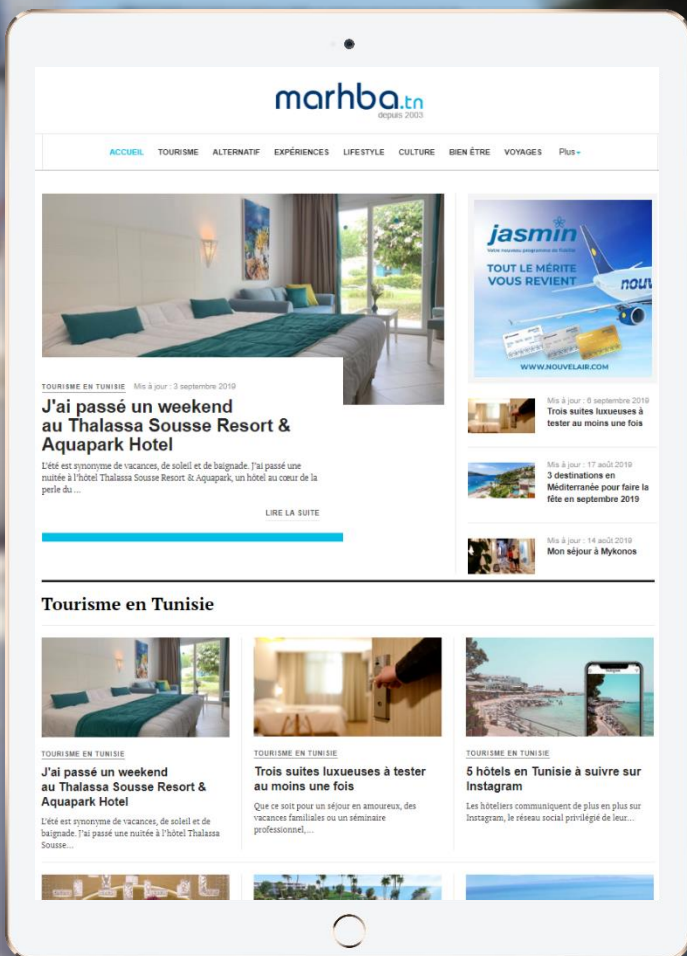 marhba.tn
depuis 2003
ACCUEIL TOURISME ALTERNATIF EXPÉRIENCES LIFESTYLE CULTURE BIEN ÊTRE VOYAGES Plus
TOURISME EN TUNISIE Mis à jour : 3 septembre 2019
J'ai passé un weekend
au Thalassa Sousse Resort &
Aquapark Hotel
L'été est synonyme de vacances, de soleil et de baignade. J'ai passé une
nuitée à l'hôtel Thalassa Sousse Resort & Aquapark, un hôtel au cœur de la
perle du ...
LIRE LA SUITE
jasmin
Votre nouveau programme de fidélité
TOUT LE MÉRITE
VOUS REVIENT
nouv
WWW.NOUVELAIR.COM
Mis à jour : 6 septembre 2019
Trois suites luxueuses à
tester au moins une fois
Mis à jour : 17 août 2019
3 destinations en
Méditerranée pour faire la
fête en septembre 2019
Mis à jour : 14 août 2019
Mon séjour à Mykonos
Tourisme en Tunisie
TOURISME EN TUNISIE
J'ai passé un weekend
au Thalassa Sousse Resort &
Aquapark Hotel
L'été est synonyme de vacances, de soleil et de
baignade. J'ai passé une nuitée à l'hôtel Thalassa
Sousse...
TOURISME EN TUNISIE
Trois suites luxueuses à tester
au moins une fois
Que ce soit pour un séjour en amoureux, des
vacances familiales ou un séminaire
professionnel,...
TOURISME EN TUNISIE
5 hôtels en Tunisie à suivre sur
Instagram
Les hôteliers communiquent de plus en plus sur
Instagram, le réseau social privilégié de leur...